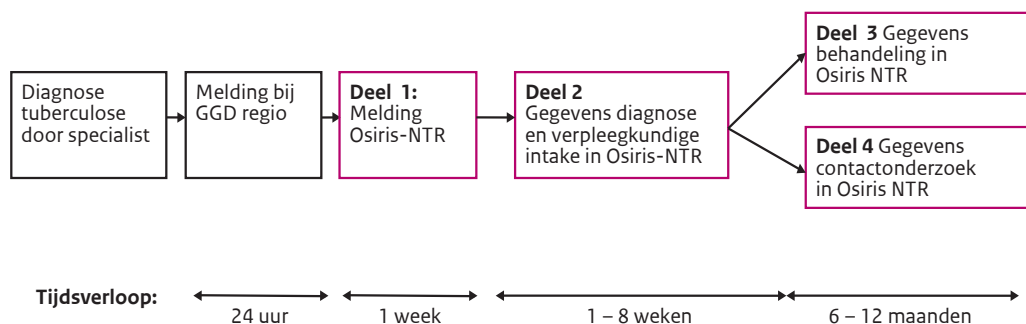 Diagnose
tuberculose
door specialist
Melding bij
GGD regio
Deel 1:
Melding
Osiris-NTR
Deel 2
Gegevens diagnose
en verpleegkundige
intake in Osiris-NTR
Deel 3 Gegevens
behandeling in
Osiris NTR
Deel 4 Gegevens
contactonderzoek
in Osiris NTR
Tijdsverloop:
24 uur
1 week
1 – 8 weken
6 – 12 maanden